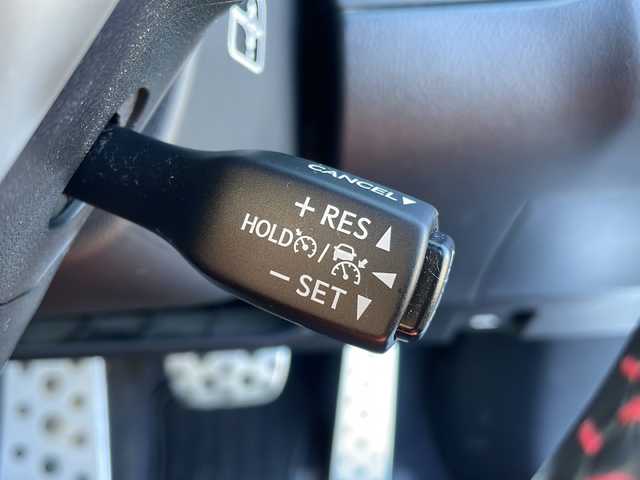 CANCEL▼
+ RES ▲
HOLD /
− SET ▼